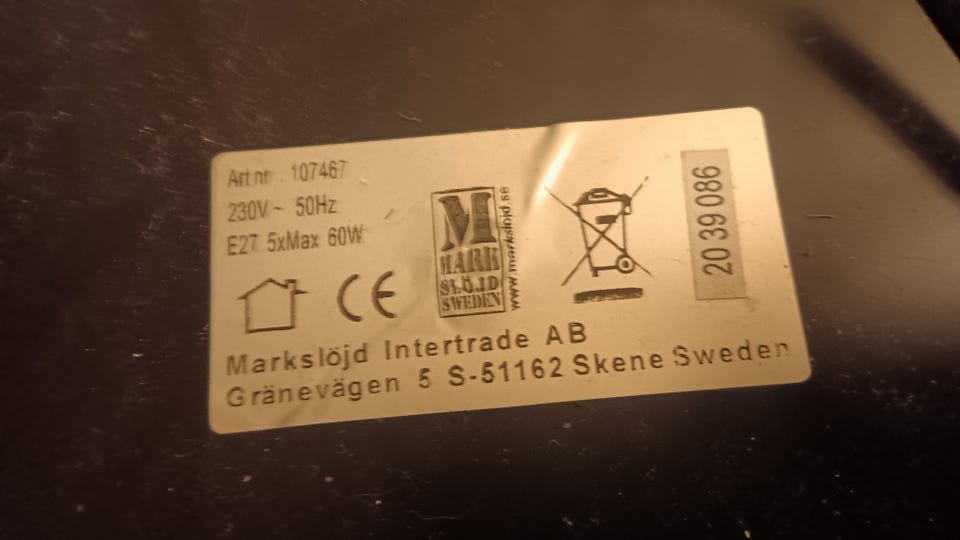 Art.nr 107467
230V ~ 50Hz
E27 5xMax 60W
CE
M
MARK
SLÖJD
SWEDEN
www.markslojd.se
20 39 086
Markslöjd Intertrade AB
Gränevägen 5 S-51162 Skene Sweden